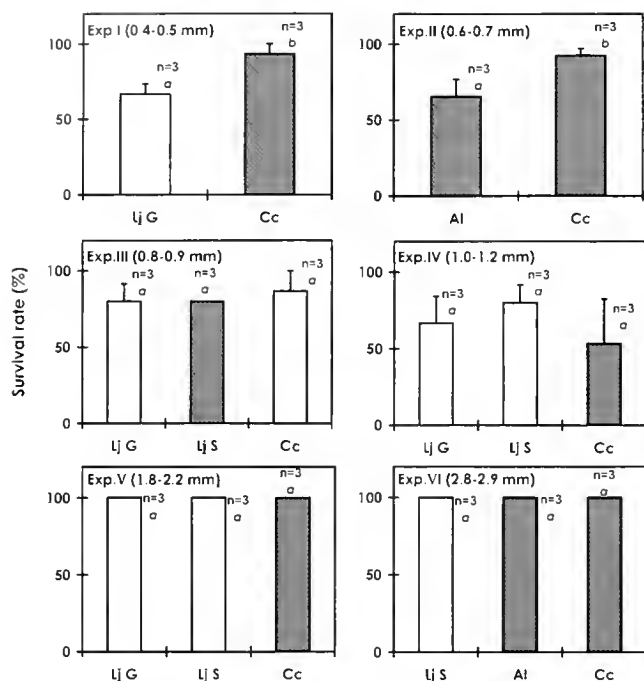 Survival rate (%)
Exp. I (0.4-0.5 mm)
100
50
0
n=3
a
n=3
b
Lj G
Cc
Exp.II (0.6-0.7 mm)
100
50
0
n=3
a
n=3
b
Al
Cc
Exp.III (0.8-0.9 mm)
100
50
0
n=3
a
n=3
a
n=3
a
Lj G
Lj S
Cc
Exp.IV (1.0-1.2 mm)
100
50
0
n=3
a
n=3
a
n=3
a
Lj G
Lj S
Cc
Exp.V (1.8-2.2 mm)
100
50
0
n=3
a
n=3
a
n=3
a
Lj G
Lj S
Cc
Exp.VI (2.8-2.9 mm)
100
50
0
n=3
a
n=3
a
n=3
a
Lj S
Al
Cc